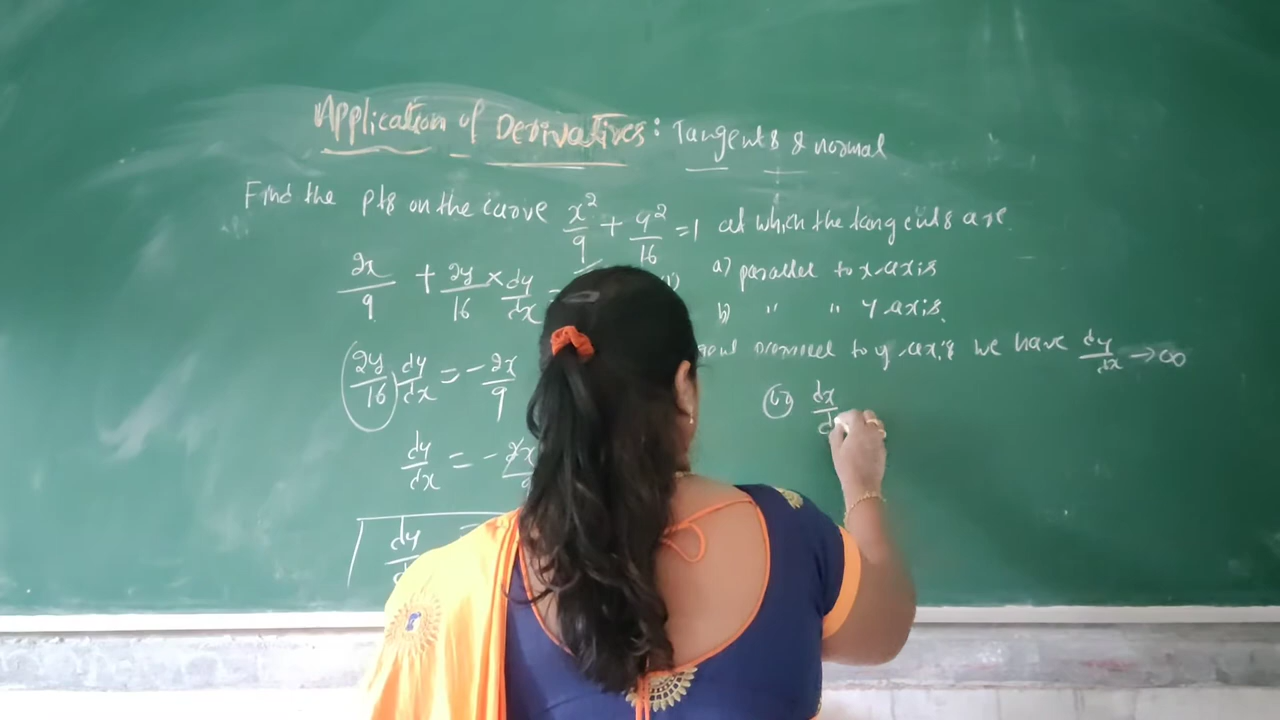 Application of Derivatives: Tangents & normal
Find the pts on the curve x²/9 + y²/16 = 1 at which the tangents are
2x/9 + 2y/16 × dy/dx =
a) parallel to x-axis
b) " " y axis.
to y-axis we have dy/dx → ∞
(2y/16) dy/dx = -2x/9
dx
dy/dx = -2x
dy